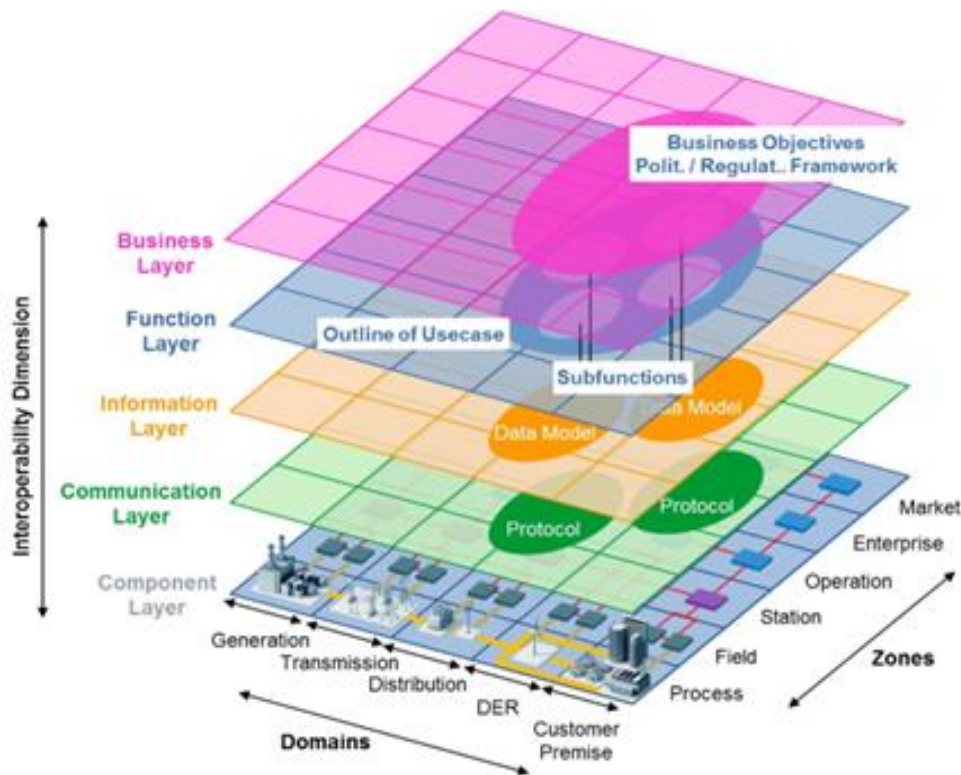 Business Objectives
Polit. / Regulat.. Framework
Business
Layer
Function
Layer
Outline of Usecase
Subfunctions
Information
Layer
Data Model
Data Model
Communication
Layer
Protocol
Protocol
Component
Layer
Interoperability Dimension
Market
Enterprise
Operation
Station
Field
Process
Zones
Generation
Transmission
Distribution
DER
Customer
Premise
Domains